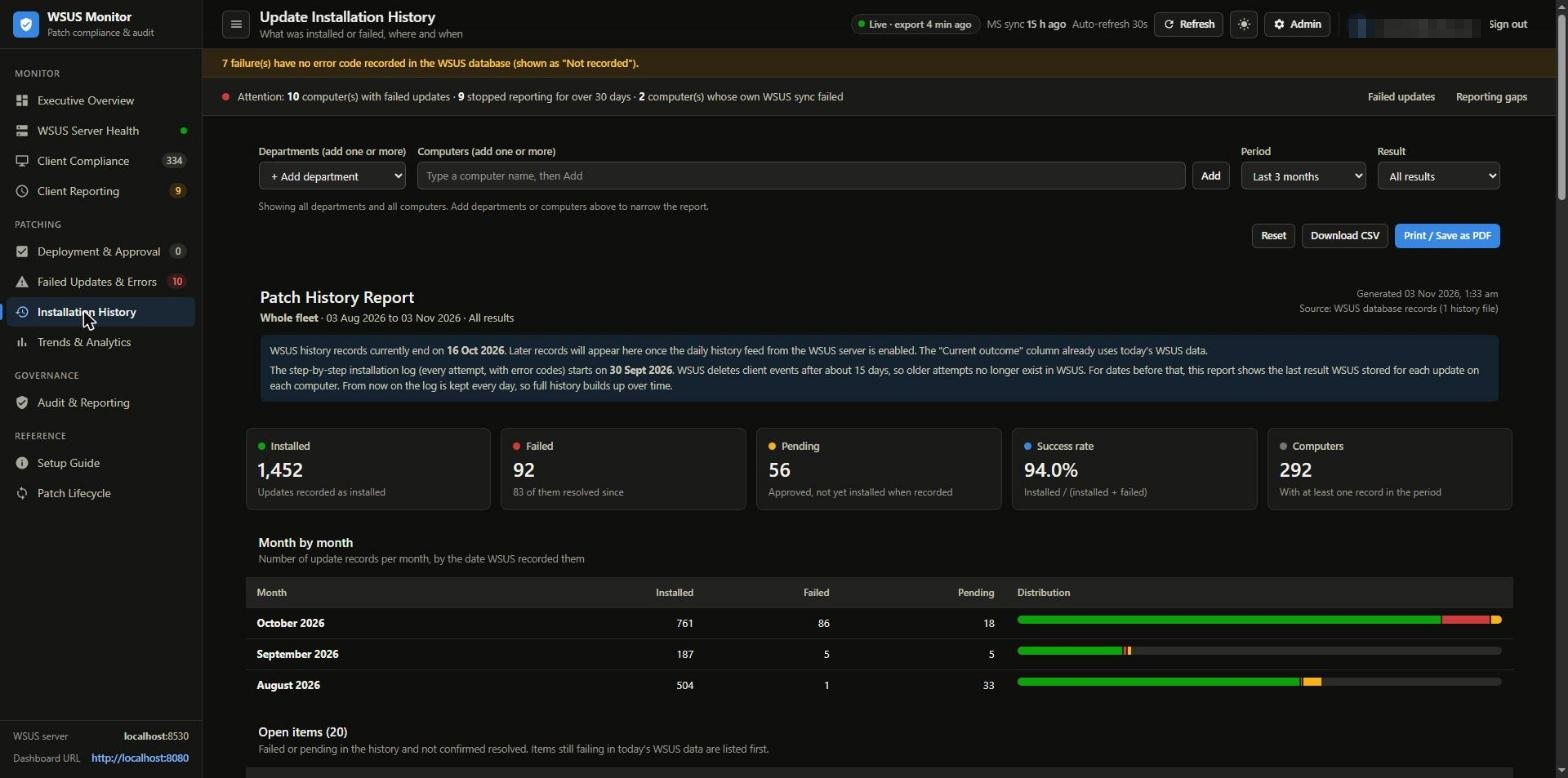 WSUS Monitor
Patch compliance & audit
MONITOR
Executive Overview
WSUS Server Health
Client Compliance 334
Client Reporting 9
PATCHING
Deployment & Approval 0
Failed Updates & Errors 10
Installation History
Trends & Analytics
GOVERNANCE
Audit & Reporting
REFERENCE
Setup Guide
Patch Lifecycle
WSUS server localhost:8530
Dashboard URL http://localhost:8080
Update Installation History
What was installed or failed, where and when
Live · export 4 min ago MS sync 15 h ago Auto-refresh 30s Refresh Admin Sign out
7 failure(s) have no error code recorded in the WSUS database (shown as "Not recorded").
Attention: 10 computer(s) with failed updates · 9 stopped reporting for over 30 days · 2 computer(s) whose own WSUS sync failed Failed updates Reporting gaps
Departments (add one or more) Computers (add one or more) Period Result
+ Add department Type a computer name, then Add Add Last 3 months All results
Showing all departments and all computers. Add departments or computers above to narrow the report.
Reset Download CSV Print / Save as PDF
Patch History Report
Whole fleet · 03 Aug 2026 to 03 Nov 2026 · All results
Generated 03 Nov 2026, 1:33 am
Source: WSUS database records (1 history file)
WSUS history records currently end on 16 Oct 2026. Later records will appear here once the daily history feed from the WSUS server is enabled. The "Current outcome" column already uses today's WSUS data.
The step-by-step installation log (every attempt, with error codes) starts on 30 Sept 2026. WSUS deletes client events after about 15 days, so older attempts no longer exist in WSUS. For dates before that, this report shows the last result WSUS stored for each update on
each computer. From now on the log is kept every day, so full history builds up over time.
Installed
1,452
Updates recorded as installed
Failed
92
83 of them resolved since
Pending
56
Approved, not yet installed when recorded
Success rate
94.0%
Installed / (installed + failed)
Computers
292
With at least one record in the period
Month by month
Number of update records per month, by the date WSUS recorded them
Month Installed Failed Pending Distribution
October 2026 761 86 18
September 2026 187 5 5
August 2026 504 1 33
Open items (20)
Failed or pending in the history and not confirmed resolved. Items still failing in today's WSUS data are listed first.